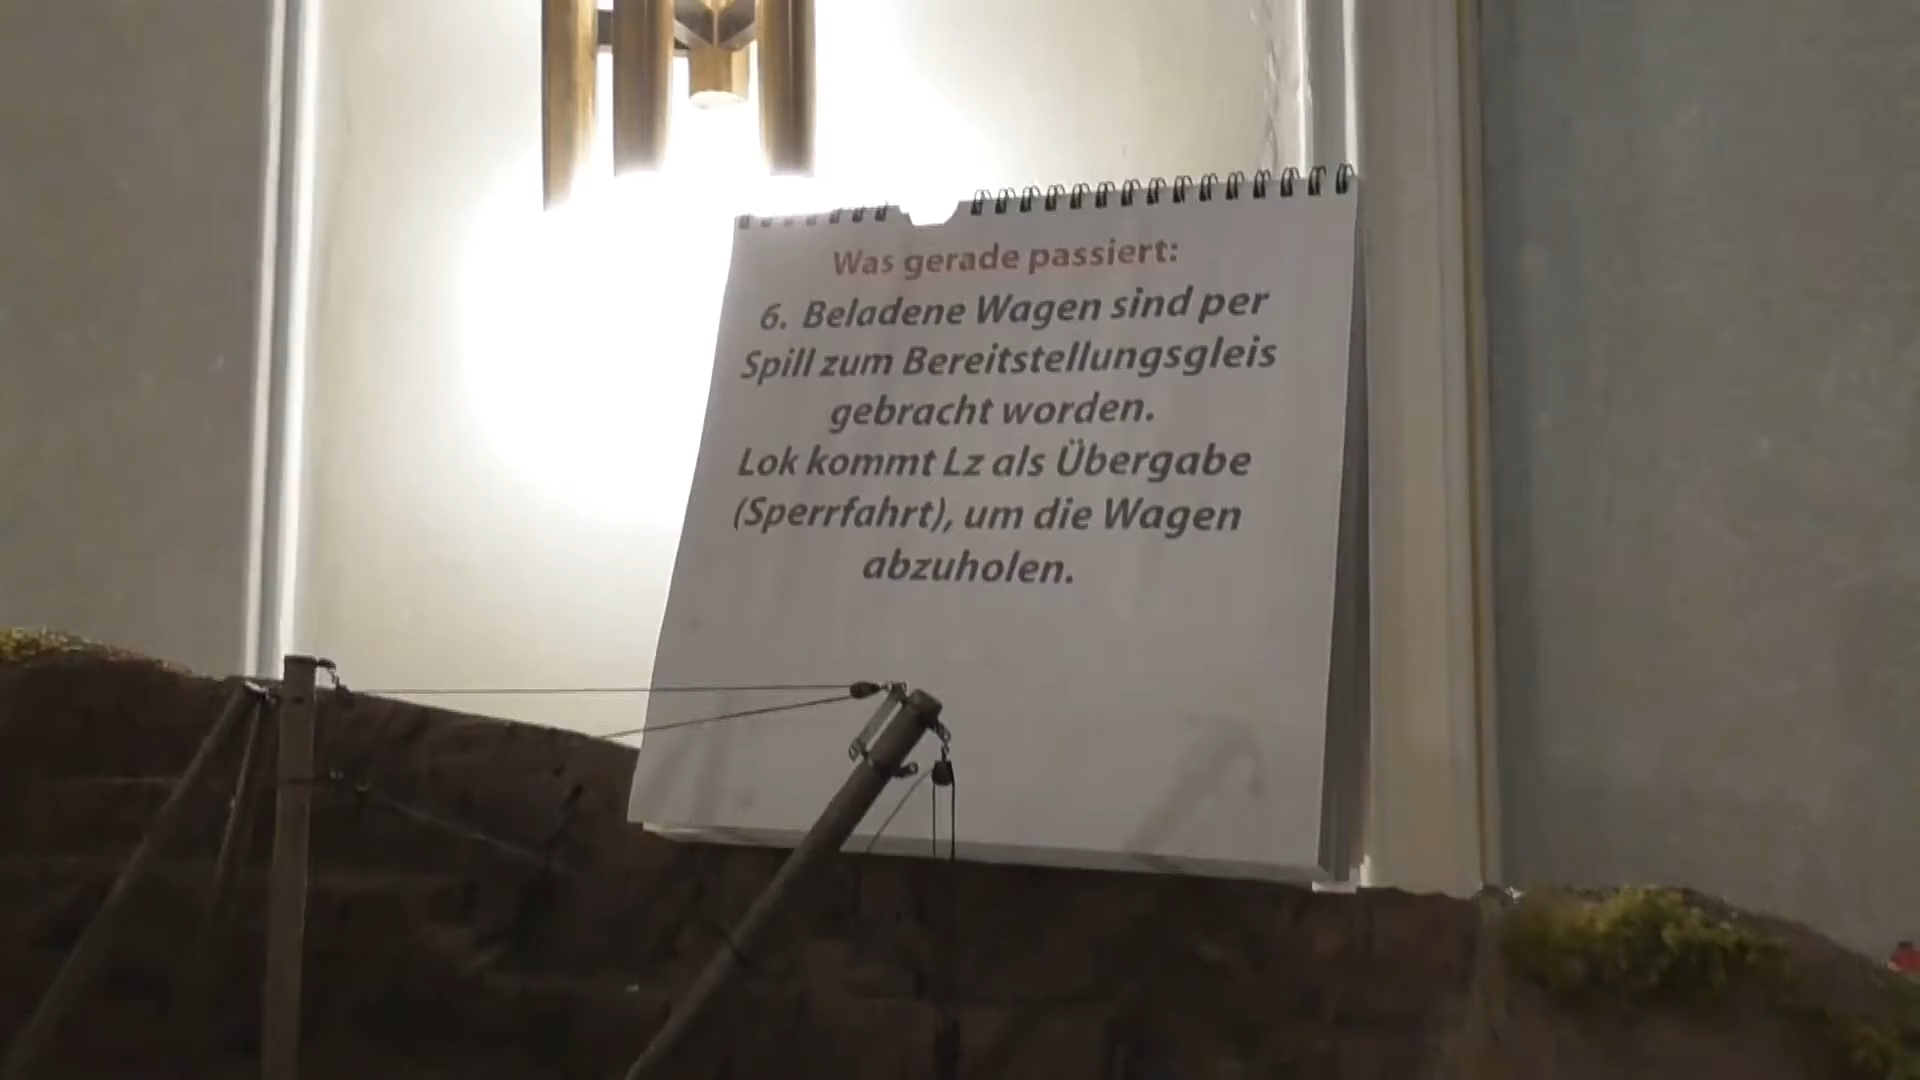 Was gerade passiert:
6. Beladene Wagen sind per
Spill zum Bereitstellungsgleis
gebracht worden.
Lok kommt Lz als Übergabe
(Sperrfahrt), um die Wagen
abzuholen.